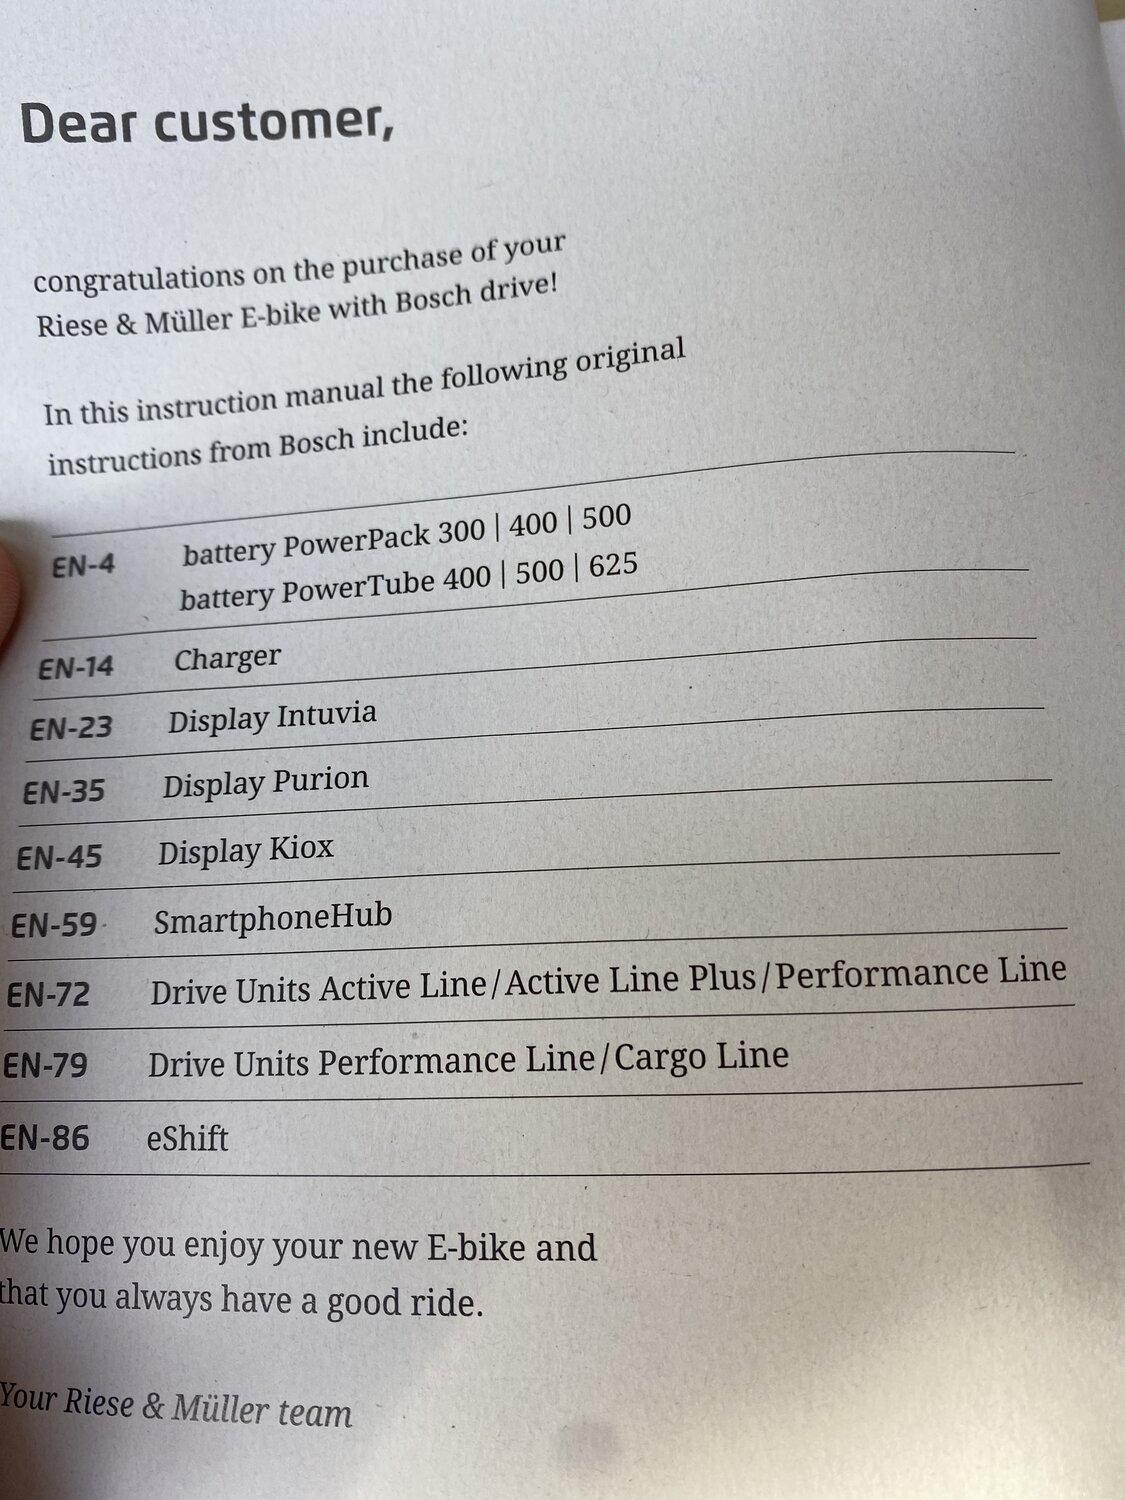 Dear customer,
congratulations on the purchase of your
Riese & Müller E-bike with Bosch drive!
In this instruction manual the following original
instructions from Bosch include:
EN-4 battery PowerPack 300 | 400 | 500
battery PowerTube 400 | 500 | 625
EN-14 Charger
EN-23 Display Intuvia
EN-35 Display Purion
EN-45 Display Kiox
EN-59 SmartphoneHub
EN-72 Drive Units Active Line/Active Line Plus/Performance Line
EN-79 Drive Units Performance Line/Cargo Line
EN-86 eShift
We hope you enjoy your new E-bike and
that you always have a good ride.
Your Riese & Müller team